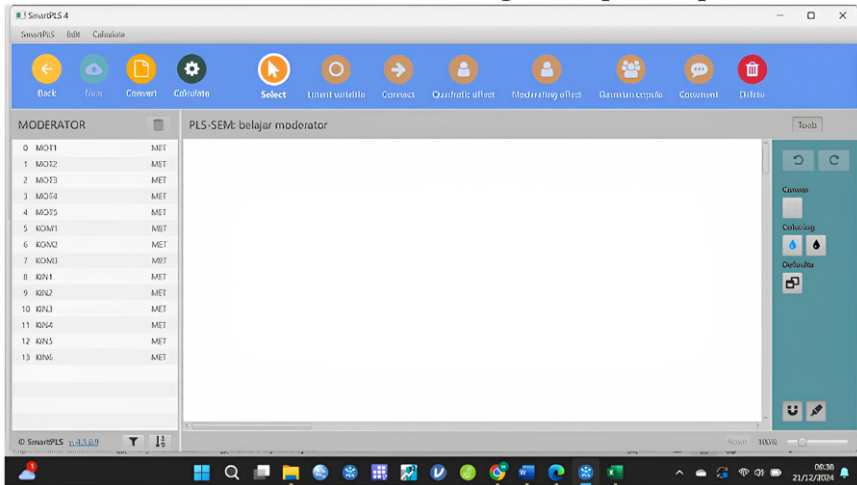 SmartPLS 4
SmartPLS Edit Calculate
Back Save Convert Calculate Select Latent variable Connect Quadratic effect Moderating effect Gaussian copula Comment Delete
MODERATOR
PLS-SEM: belajar moderator
Tools
0 MOT1 MET
1 MOT2 MET
2 MOT3 MET
3 MOT4 MET
4 MOT5 MET
5 KOM1 MET
6 KOM2 MET
7 KOM3 MET
8 KIN1 MET
9 KIN2 MET
10 KIN3 MET
11 KIN4 MET
12 KIN5 MET
13 KIN6 MET
Canvas
Coloring
Defaults
© SmartPLS
Reset 100%
08:38
21/12/2024